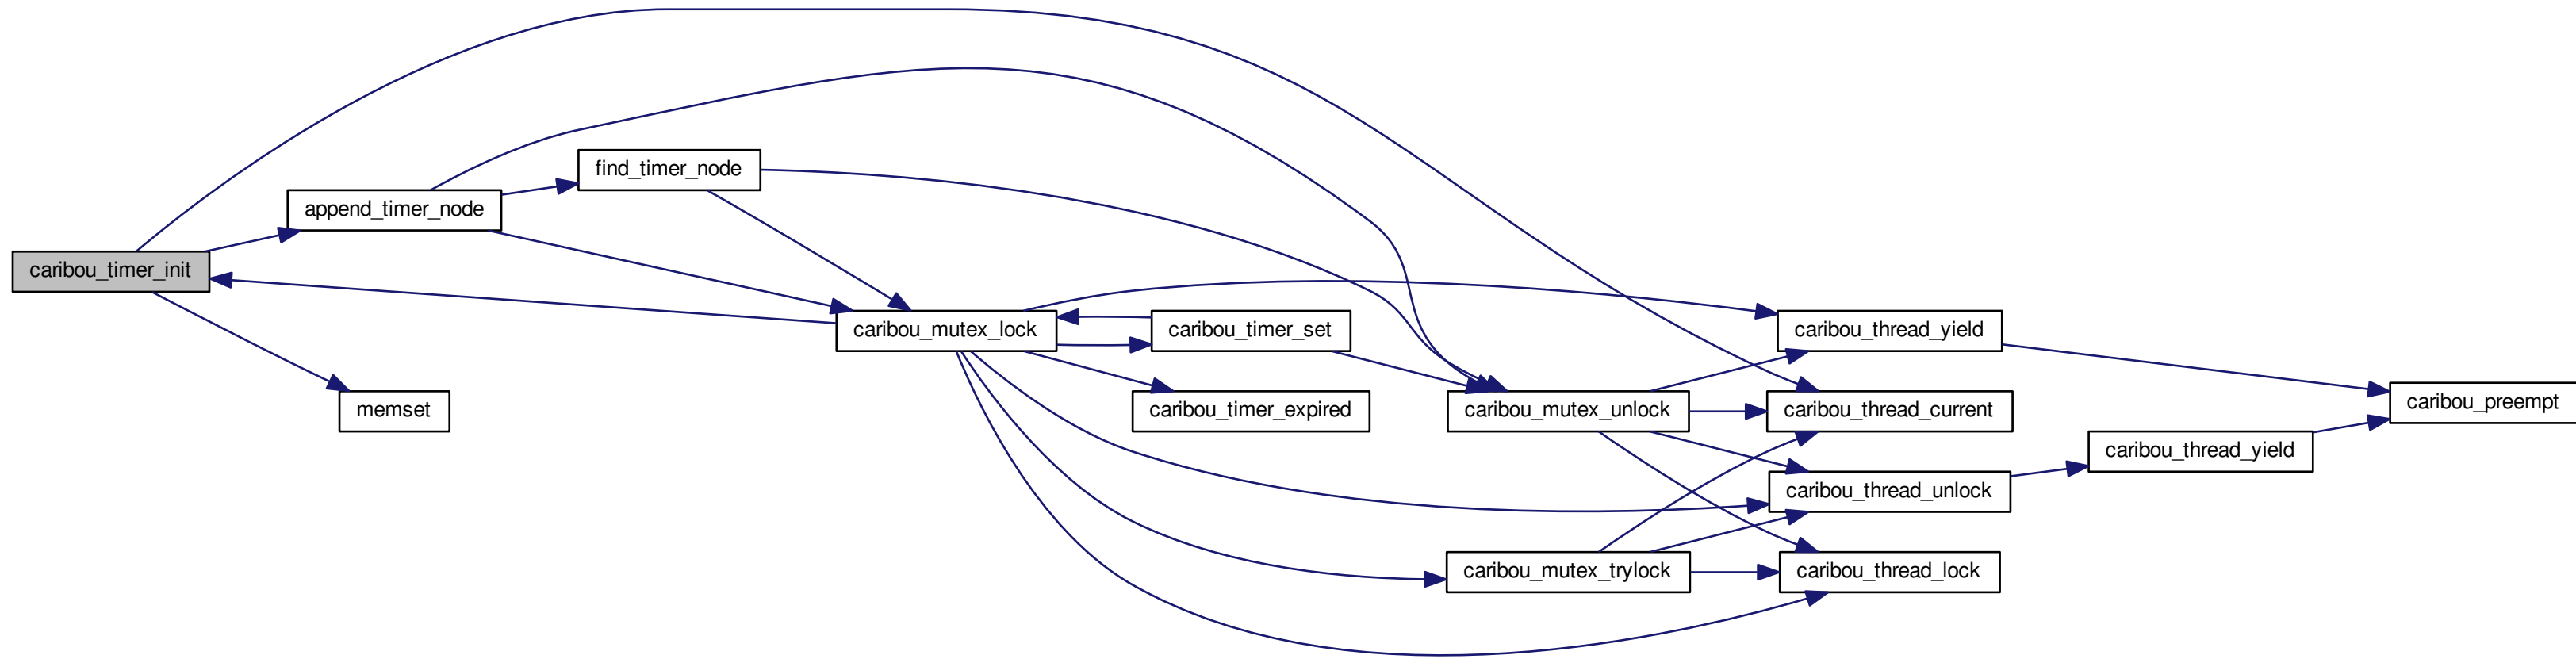 caribou_timer_init
append_timer_node
find_timer_node
memset
caribou_mutex_lock
caribou_timer_set
caribou_timer_expired
caribou_mutex_unlock
caribou_mutex_trylock
caribou_thread_yield
caribou_thread_current
caribou_thread_unlock
caribou_thread_lock
caribou_thread_yield
caribou_preempt